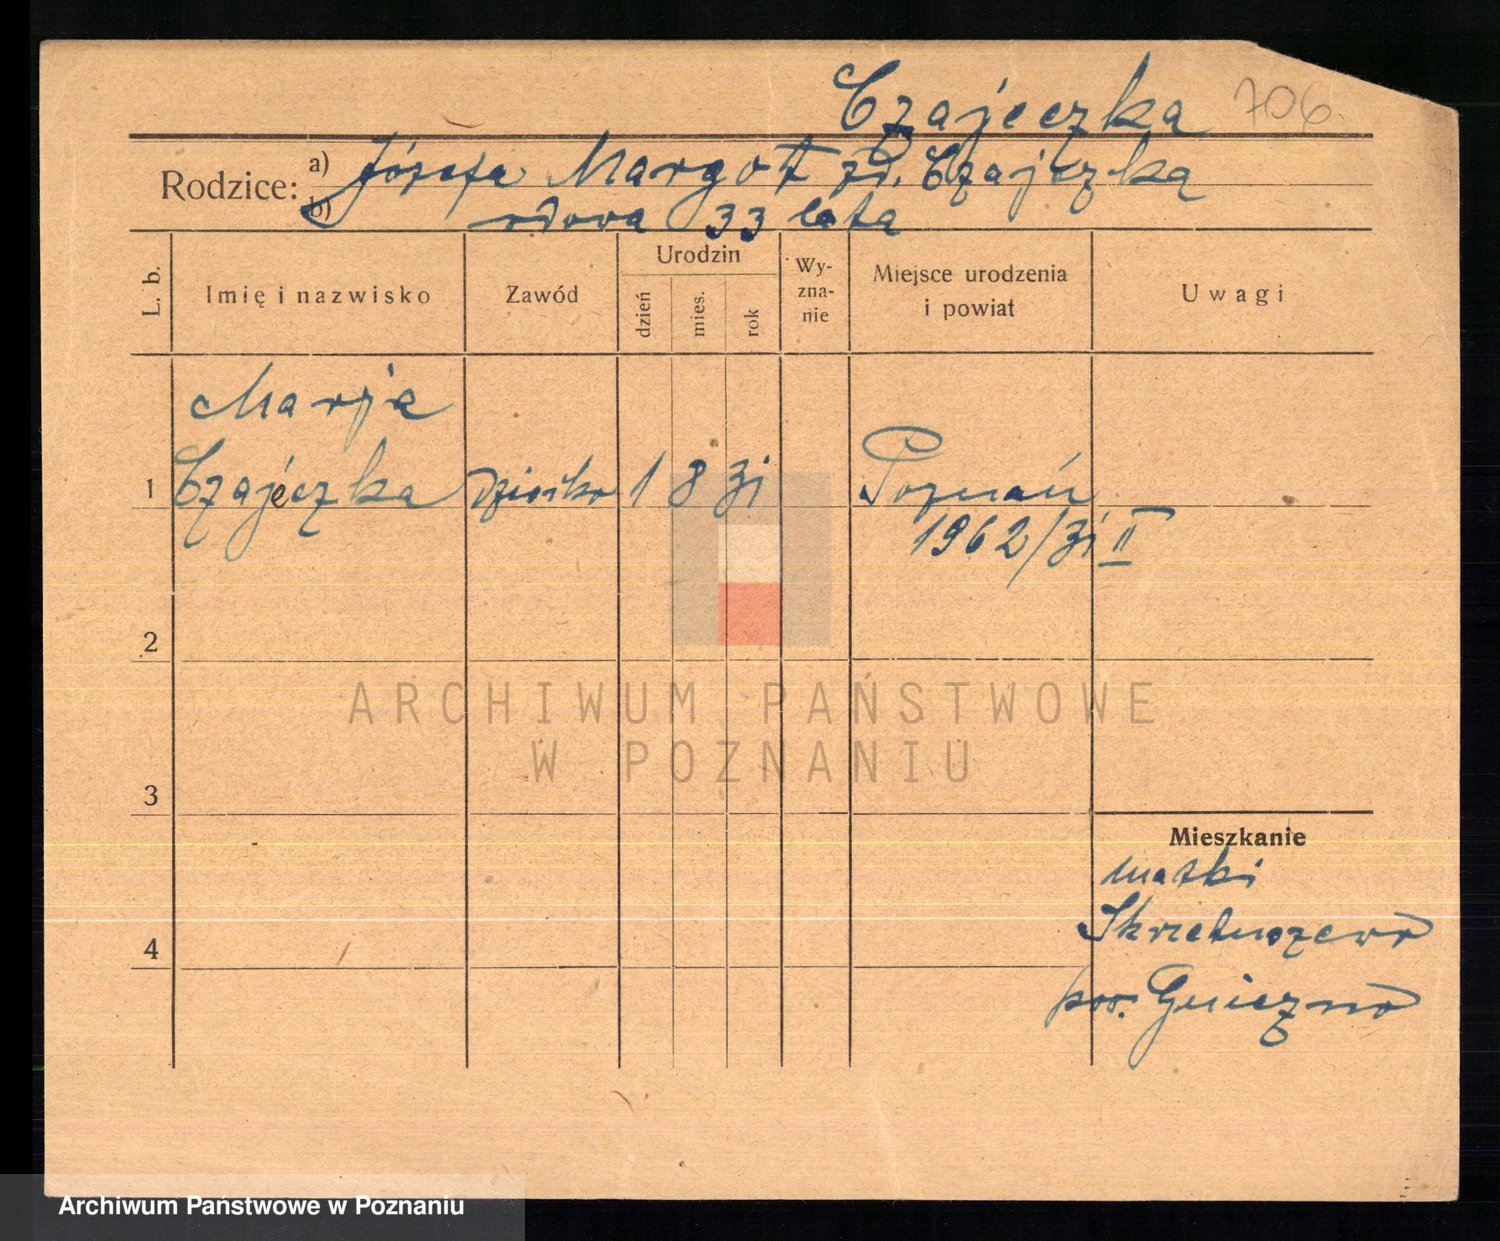 Czajeczka 706
Rodzice:
a) Józefa Margot zd. Czajeczka
b) wdowa 33 lata
L. b.
Imię i nazwisko
Zawód
Urodzin
dzień
mies.
rok
Wy-
zna-
nie
Miejsce urodzenia
i powiat
Uwagi
Marja
1 Czajeczka dziecko 1 8 31 Poznań
1962/31 II
2
3
4
Mieszkanie
matki
Skrzetuszewo
pow. Gniezno
ARCHIWUM PAŃSTWOWE
W POZNANIU
Archiwum Państwowe w Poznaniu